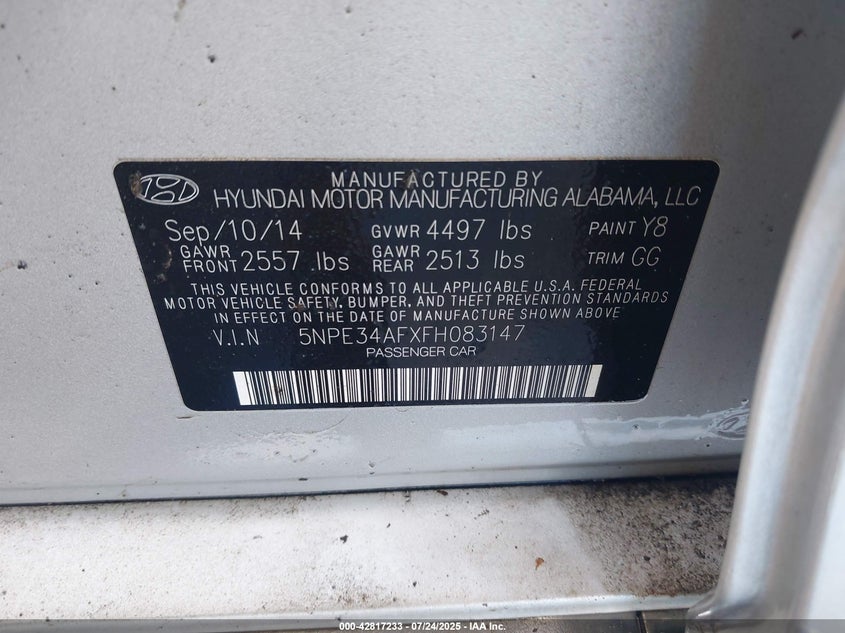 MANUFACTURED BY
HYUNDAI MOTOR MANUFACTURING ALABAMA, LLC
Sep/10/14 GVWR 4497 lbs PAINT Y8
GAWR FRONT 2557 lbs GAWR REAR 2513 lbs TRIM GG
THIS VEHICLE CONFORMS TO ALL APPLICABLE U.S.A. FEDERAL
MOTOR VEHICLE SAFETY, BUMPER, AND THEFT PREVENTION STANDARDS
IN EFFECT ON THE DATE OF MANUFACTURE SHOWN ABOVE
V.I.N 5NPE34AFXFH083147
PASSENGER CAR
000-42817233 - 07/24/2025 - IAA Inc.